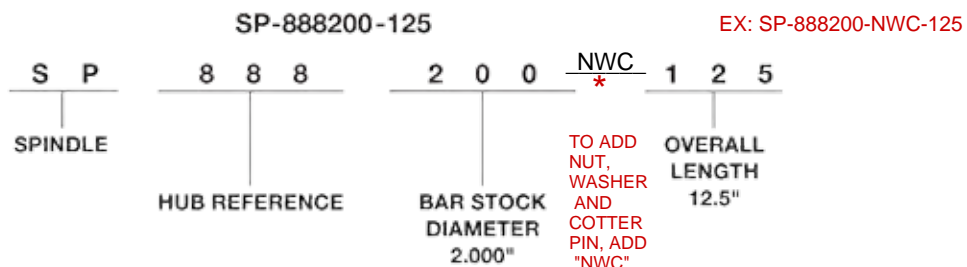 SP-888200-125
EX: SP-888200-NWC-125
S P 8 8 8 2 0 0 NWC 1 2 5
*
SPINDLE
HUB REFERENCE
BAR STOCK
DIAMETER
2.000"
TO ADD
NUT,
WASHER
AND
COTTER
PIN, ADD
"NWC"
OVERALL
LENGTH
12.5"